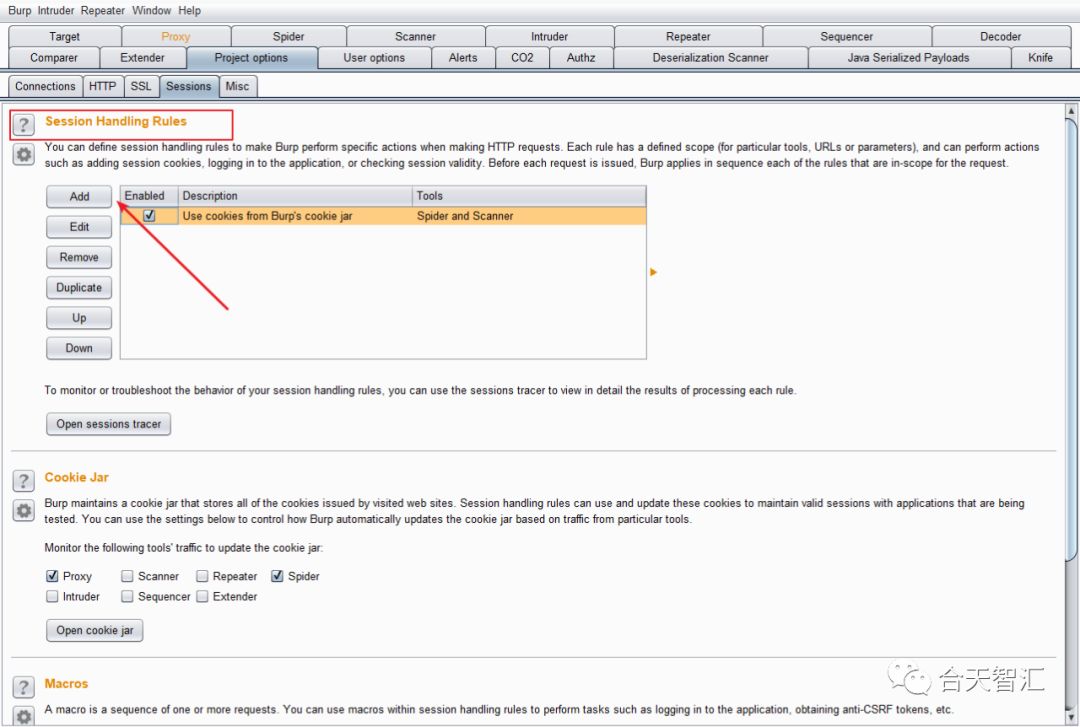 Burp Intruder Repeater Window Help
Target Proxy Spider Scanner Intruder Repeater Sequencer Decoder
Comparer Extender Project options User options Alerts CO2 Authz Deserialization Scanner Java Serialized Payloads Knife
Connections HTTP SSL Sessions Misc
? Session Handling Rules
You can define session handling rules to make Burp perform specific actions when making HTTP requests. Each rule has a defined scope (for particular tools, URLs or parameters), and can perform actions
such as adding session cookies, logging in to the application, or checking session validity. Before each request is issued, Burp applies in sequence each of the rules that are in-scope for the request.
Add Enabled Description Tools
Use cookies from Burp's cookie jar Spider and Scanner
Edit
Remove
Duplicate
Up
Down
To monitor or troubleshoot the behavior of your session handling rules, you can use the sessions tracer to view in detail the results of processing each rule.
Open sessions tracer
? Cookie Jar
Burp maintains a cookie jar that stores all of the cookies issued by visited web sites. Session handling rules can use and update these cookies to maintain valid sessions with applications that are being
tested. You can use the settings below to control how Burp automatically updates the cookie jar based on traffic from particular tools.
Monitor the following tools' traffic to update the cookie jar:
Proxy Scanner Repeater Spider
Intruder Sequencer Extender
Open cookie jar
? Macros
A macro is a sequence of one or more requests. You can use macros within session handling rules to perform tasks such as logging in to the application, obtaining anti-CSRF tokens, etc.
合天智汇